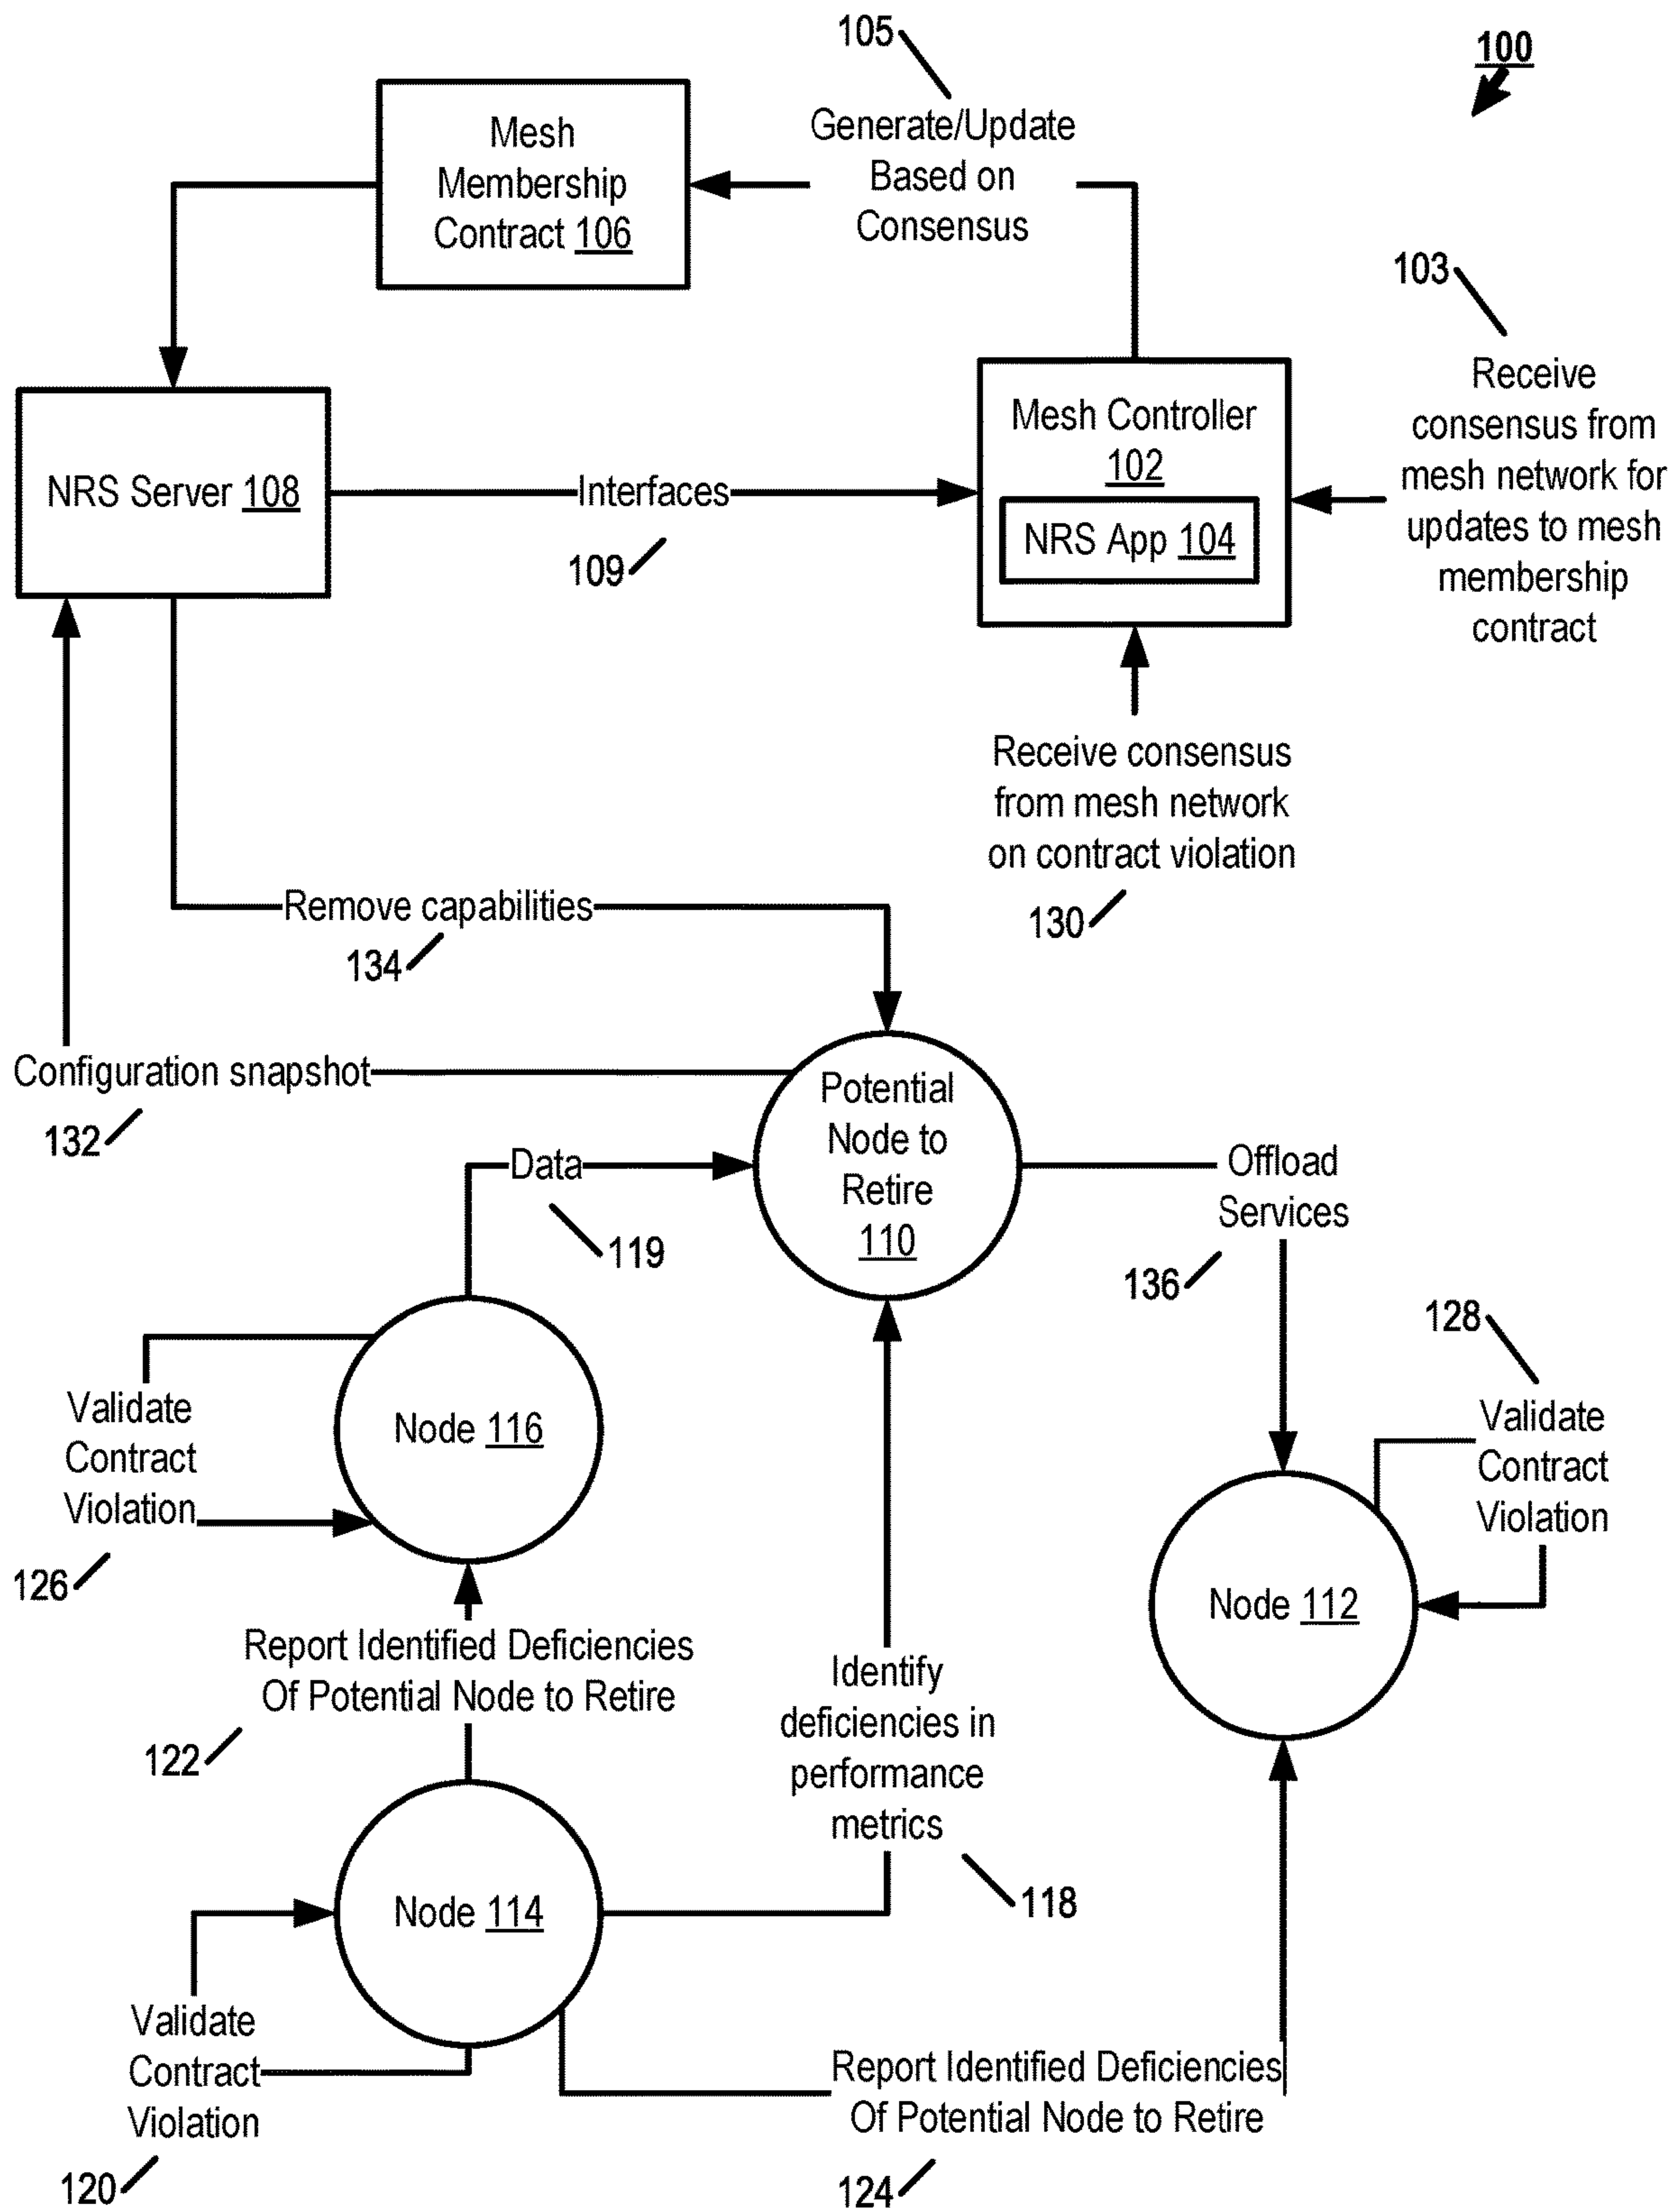 105
100
Mesh
Membership
Contract 106
Generate/Update
Based on
Consensus
103
Receive
consensus from
mesh network for
updates to mesh
membership
contract
NRS Server 108
Interfaces
109
Mesh Controller
102
NRS App 104
Receive consensus
from mesh network
on contract violation
130
Remove capabilities
134
Configuration snapshot
132
Potential
Node to
Retire
110
Data
119
Offload
Services
136
128
Validate
Contract
Violation
Validate
Contract
Violation
126
Node 116
Node 112
Report Identified Deficiencies
Of Potential Node to Retire
122
Identify
deficiencies in
performance
metrics
118
Node 114
Validate
Contract
Violation
120
Report Identified Deficiencies
Of Potential Node to Retire
124